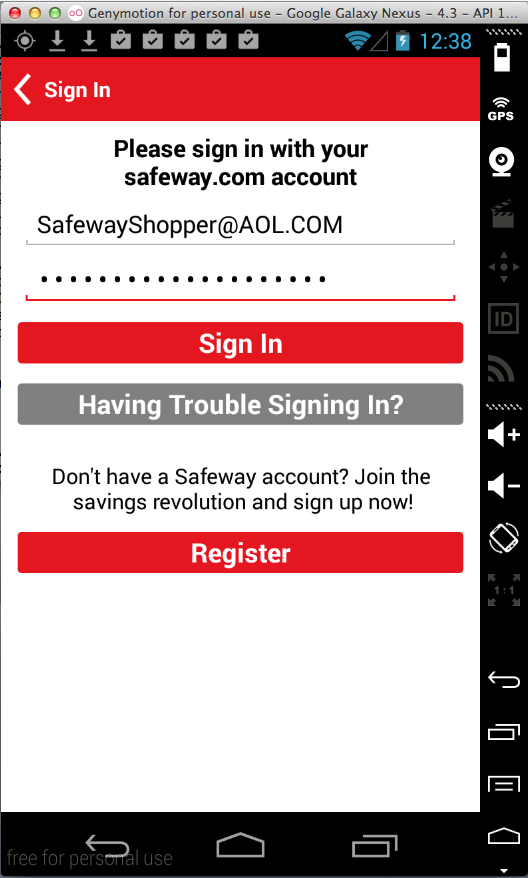 Genymotion for personal use - Google Galaxy Nexus - 4.3 - API 1...
12:38
GPS
Sign In
Please sign in with your
safeway.com account
SafewayShopper@AOL.COM
••••••••••••••••••••
ID
Sign In
Having Trouble Signing In?
Don't have a Safeway account? Join the
savings revolution and sign up now!
Register
1:1
free for personal use